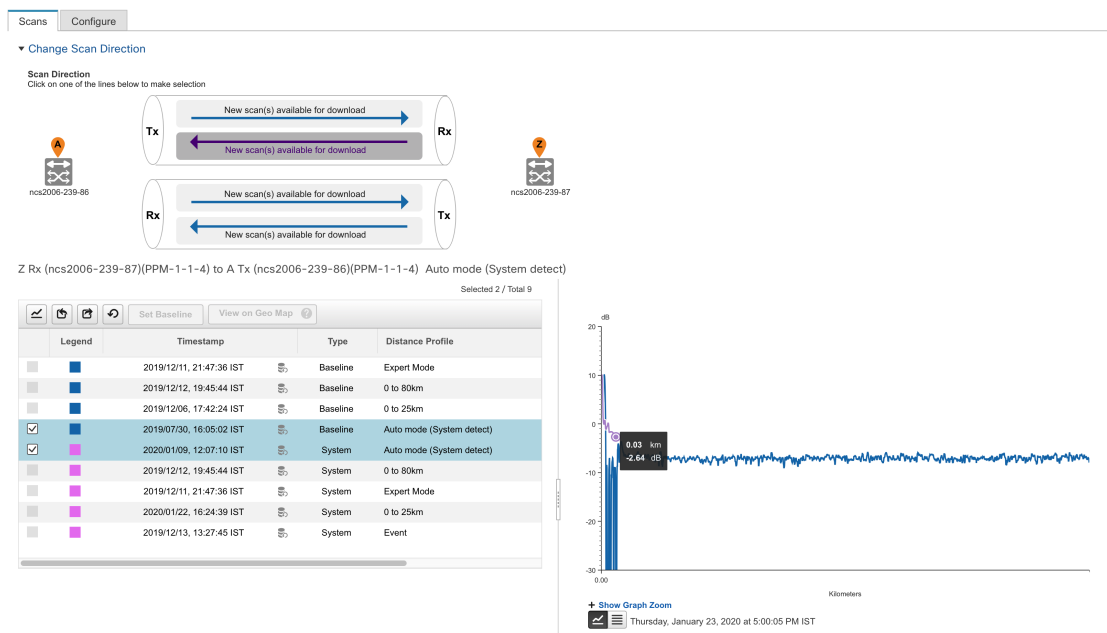 Scans
Configure
Change Scan Direction
Scan Direction
Click on one of the lines below to make selection
New scan(s) available for download
Tx
Rx
New scan(s) available for download
A
Z
ncs2006-239-86
ncs2006-239-87
New scan(s) available for download
Rx
Tx
New scan(s) available for download
Z Rx (ncs2006-239-87)(PPM-1-1-4) to A Tx (ncs2006-239-86)(PPM-1-1-4) Auto mode (System detect)
Selected 2 / Total 9
Set Baseline
View on Geo Map ?
Legend Timestamp Type Distance Profile
2019/12/11, 21:47:36 IST Baseline Expert Mode
2019/12/12, 19:45:44 IST Baseline 0 to 80km
2019/12/06, 17:42:24 IST Baseline 0 to 25km
2019/07/30, 16:05:02 IST Baseline Auto mode (System detect)
2020/01/09, 12:07:10 IST System Auto mode (System detect)
2019/12/12, 19:45:44 IST System 0 to 80km
2019/12/11, 21:47:36 IST System Expert Mode
2020/01/22, 16:24:39 IST System 0 to 25km
2019/12/13, 13:27:45 IST System Event
dB
20
10
0
-10
-20
-30
0.03 km
-2.64 dB
0.00
Kilometers
+ Show Graph Zoom
Thursday, January 23, 2020 at 5:00:05 PM IST